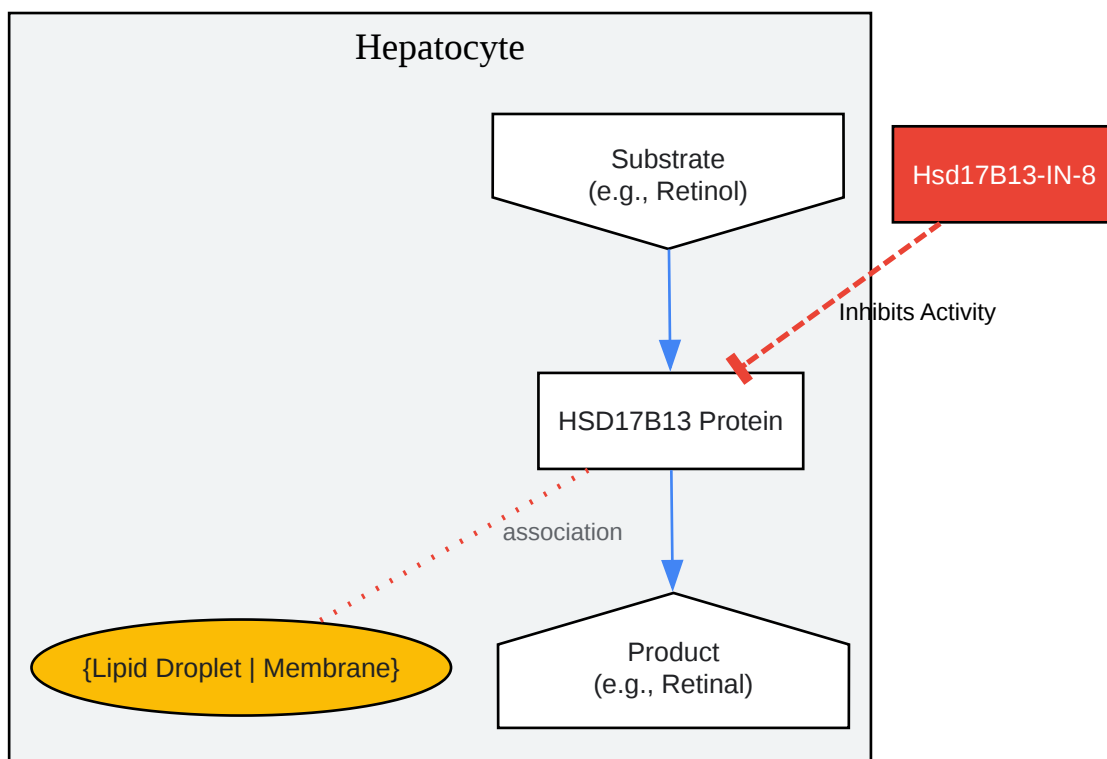 Hepatocyte
Substrate
(e.g., Retinol)
Hsd17B13-IN-8
Inhibits Activity
HSD17B13 Protein
association
{Lipid Droplet | Membrane}
Product
(e.g., Retinal)